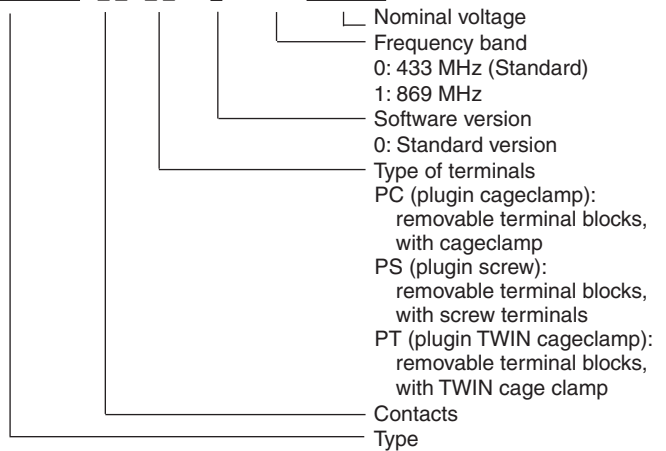 Nominal voltage
Frequency band
0: 433 MHz (Standard)
1: 869 MHz
Software version
0: Standard version
Type of terminals
PC (plugin cageclamp):
removable terminal blocks,
with cageclamp
PS (plugin screw):
removable terminal blocks,
with screw terminals
PT (plugin TWIN cageclamp):
removable terminal blocks,
with TWIN cage clamp
Contacts
Type